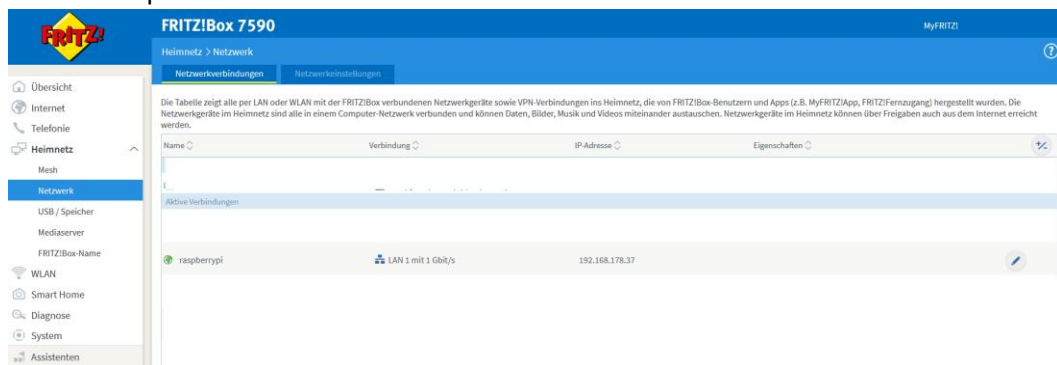 FRITZ!
FRITZ!Box 7590
MyFRITZ!
Heimnetz > Netzwerk
?
Netzwerkverbindungen
Netzwerkeinstellungen
Übersicht
Internet
Telefonie
Heimnetz
Mesh
Netzwerk
USB / Speicher
Mediaserver
FRITZ!Box-Name
WLAN
Smart Home
Diagnose
System
Assistenten
Die Tabelle zeigt alle per LAN oder WLAN mit der FRITZ!Box verbundenen Netzwerkgeräte sowie VPN-Verbindungen ins Heimnetz, die von FRITZ!Box-Benutzern und Apps (z.B. MyFRITZ!App, FRITZ!Fernzugang) hergestellt wurden. Die
Netzwerkgeräte im Heimnetz sind alle in einem Computer-Netzwerk verbunden und können Daten, Bilder, Musik und Videos miteinander austauschen. Netzwerkgeräte im Heimnetz können über Freigaben auch aus dem Internet erreicht
werden.
Name Verbindung IP-Adresse Eigenschaften +/-
Aktive Verbindungen
raspberrypi LAN 1 mit 1 Gbit/s 192.168.178.37